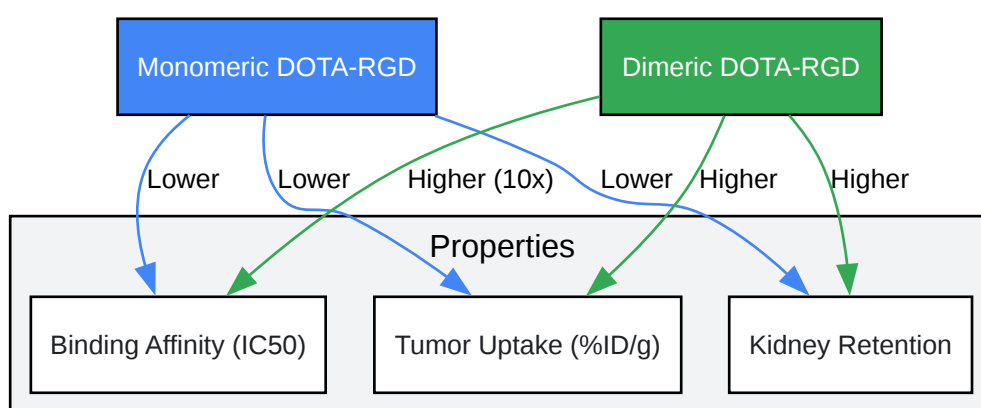 Monomeric DOTA-RGD
Dimeric DOTA-RGD
Lower
Lower
Higher (10x)
Lower
Higher
Higher
Properties
Binding Affinity (IC50)
Tumor Uptake (%ID/g)
Kidney Retention